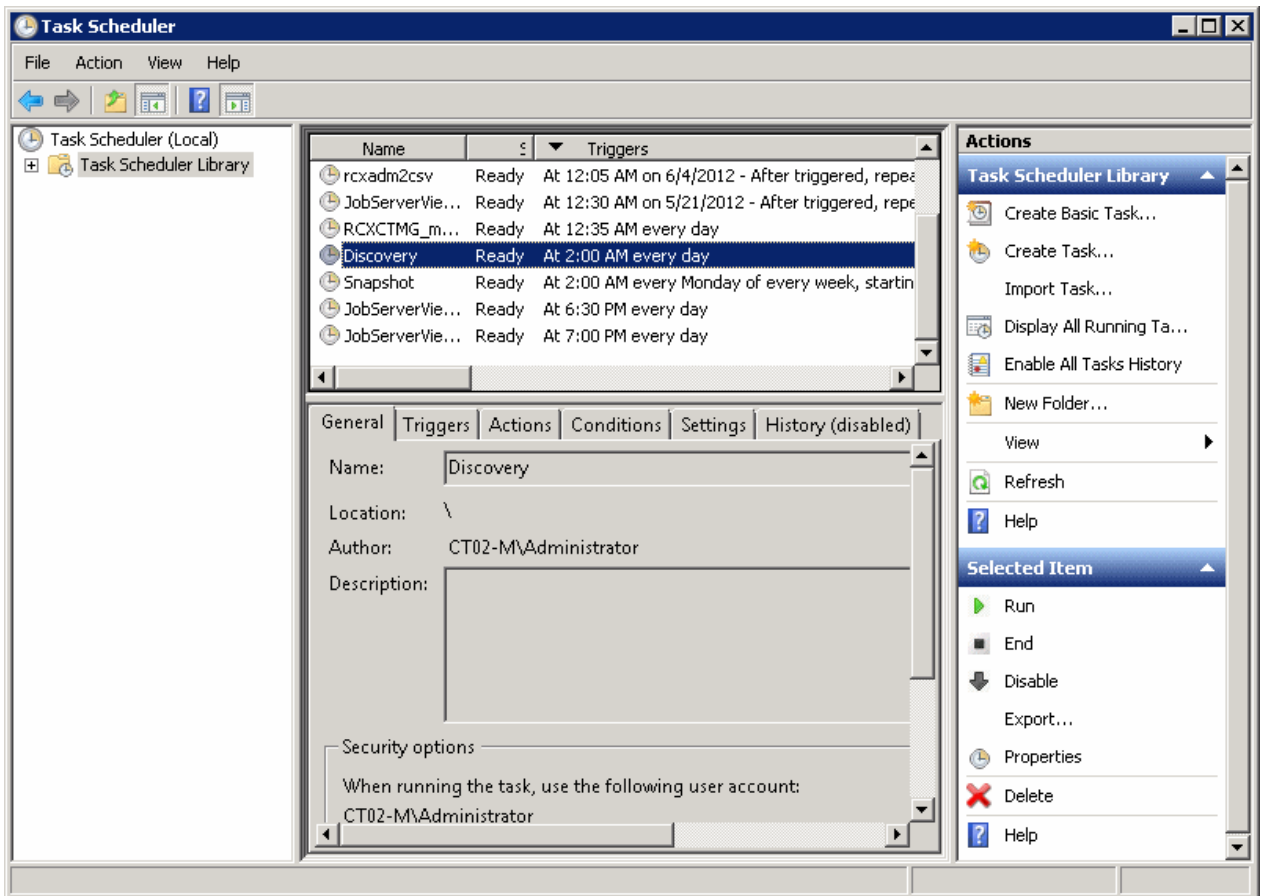 Task Scheduler
File Action View Help
Task Scheduler (Local)
Task Scheduler Library
Name S Triggers
rcxadm2csv Ready At 12:05 AM on 6/4/2012 - After triggered, repea
JobServerVie... Ready At 12:30 AM on 5/21/2012 - After triggered, repe
RCXCTMG_m... Ready At 12:35 AM every day
Discovery Ready At 2:00 AM every day
Snapshot Ready At 2:00 AM every Monday of every week, startin
JobServerVie... Ready At 6:30 PM every day
JobServerVie... Ready At 7:00 PM every day
General Triggers Actions Conditions Settings History (disabled)
Name: Discovery
Location: \
Author: CT02-M\Administrator
Description:
Security options
When running the task, use the following user account:
CT02-M\Administrator
Actions
Task Scheduler Library
Create Basic Task...
Create Task...
Import Task...
Display All Running Ta...
Enable All Tasks History
New Folder...
View
Refresh
Help
Selected Item
Run
End
Disable
Export...
Properties
Delete
Help